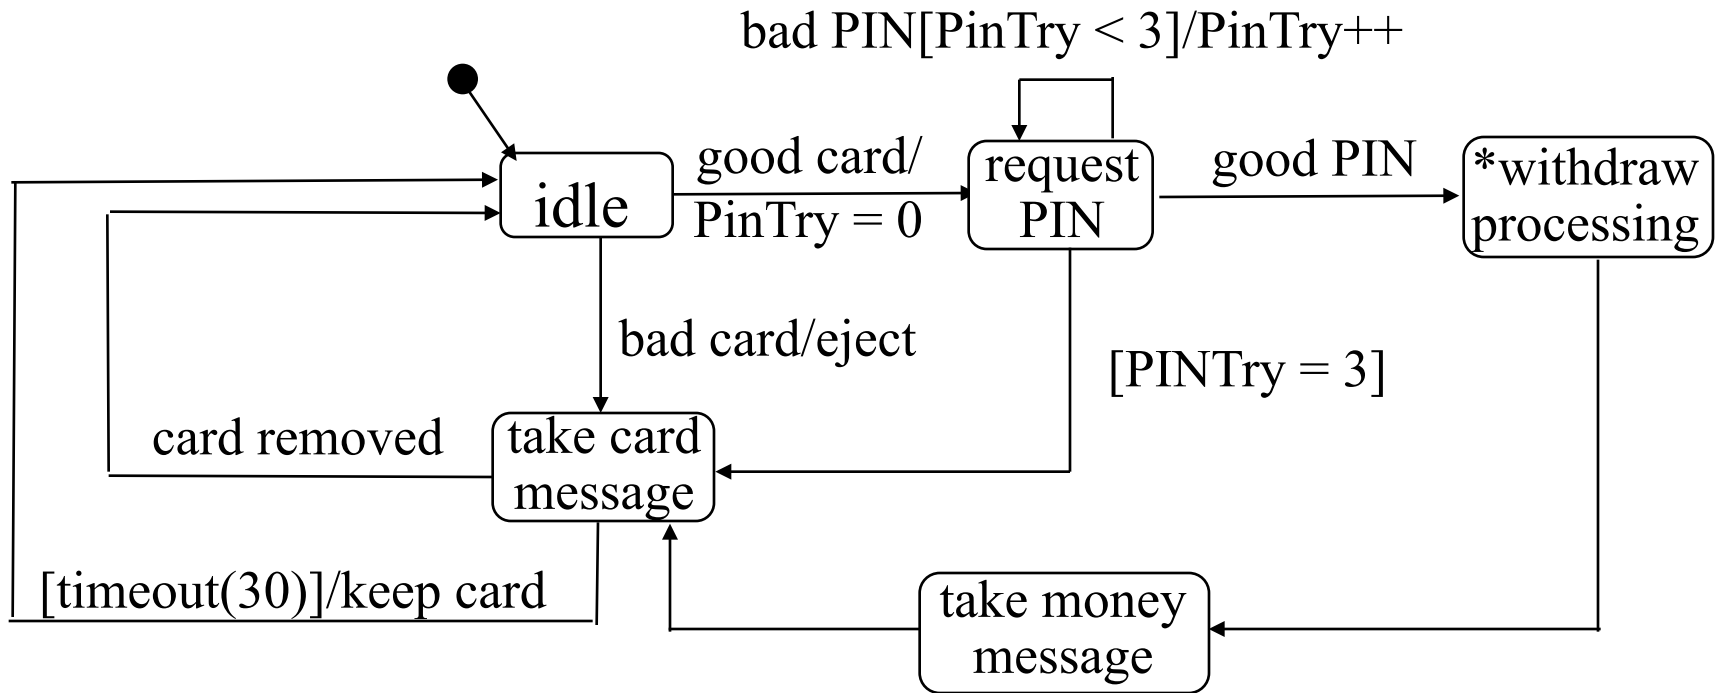 bad PIN[PinTry < 3]/PinTry++
good card/
PinTry = 0
idle
request
PIN
good PIN
*withdraw
processing
bad card/eject
[PINTry = 3]
card removed
take card
message
[timeout(30)]/keep card
take money
message